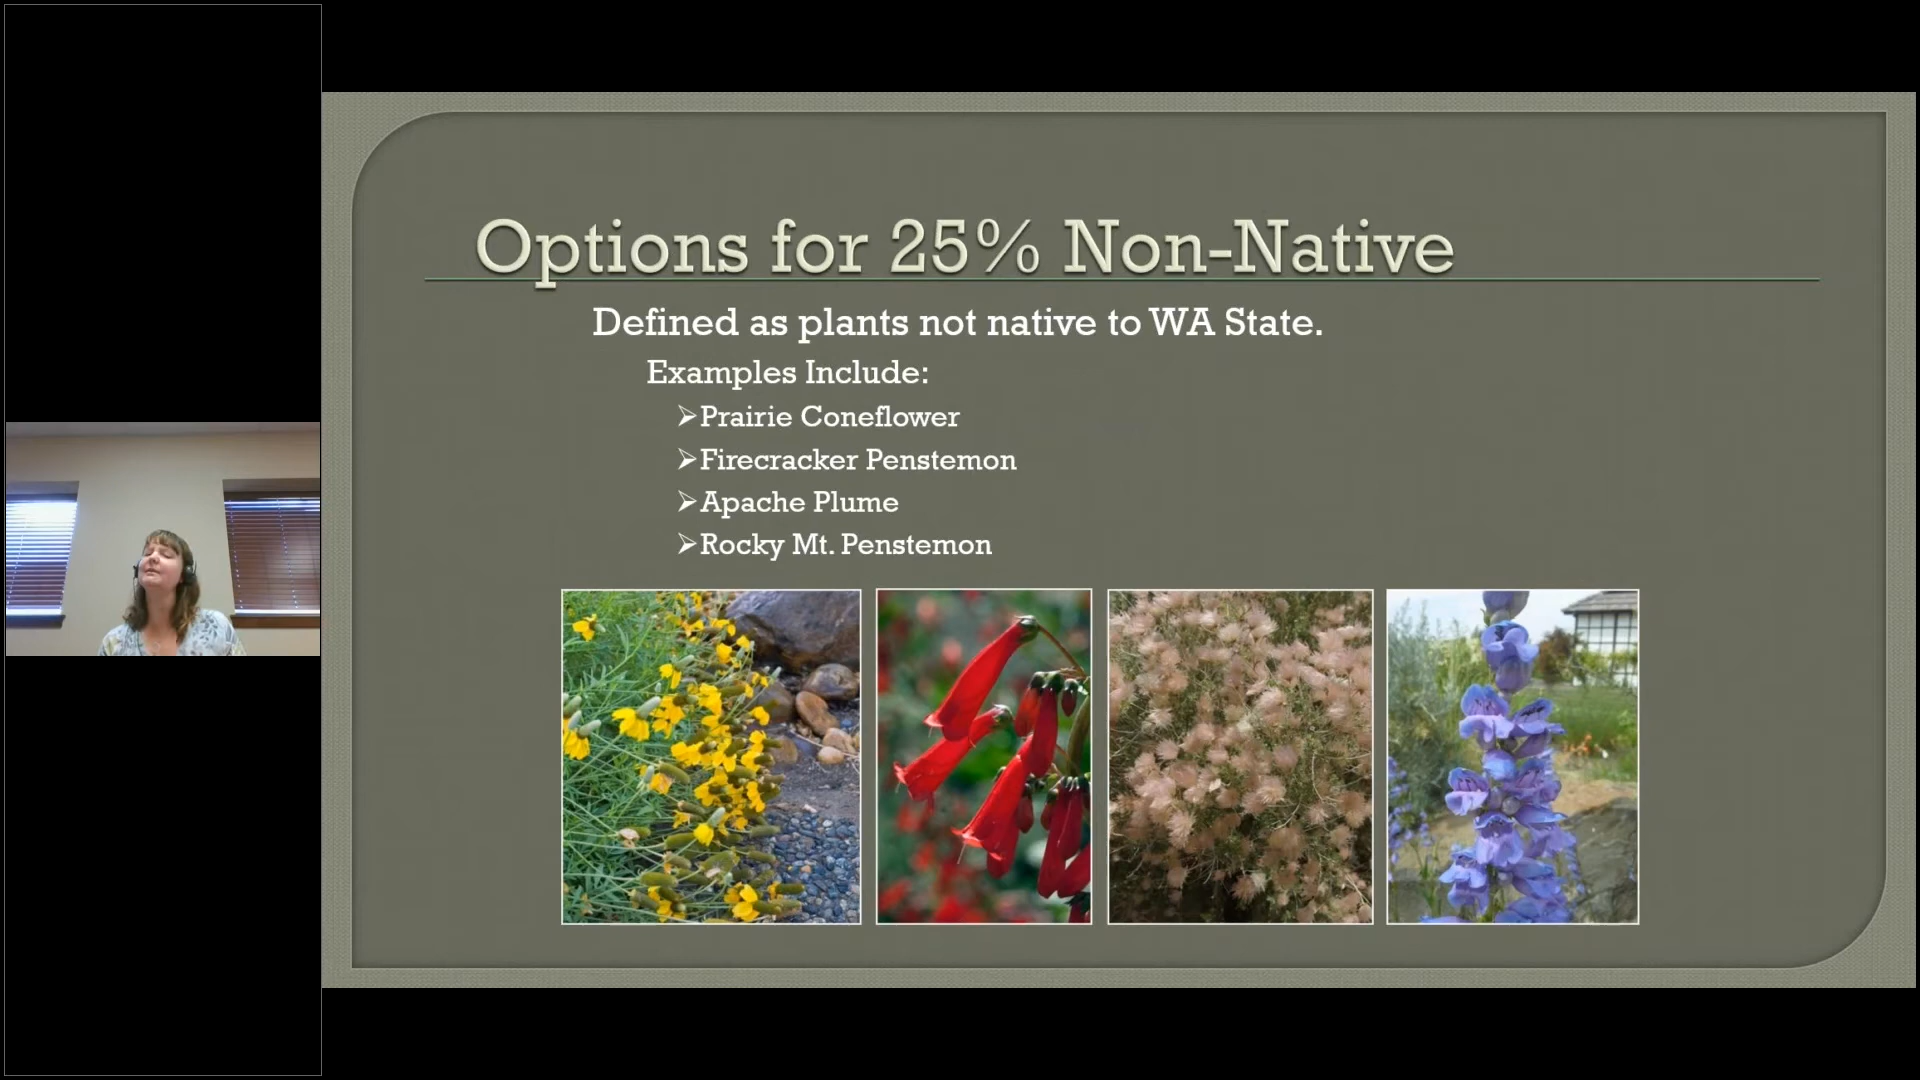 Options for 25% Non-Native
Defined as plants not native to WA State.
Examples Include:
➢Prairie Coneflower
➢Firecracker Penstemon
➢Apache Plume
➢Rocky Mt. Penstemon